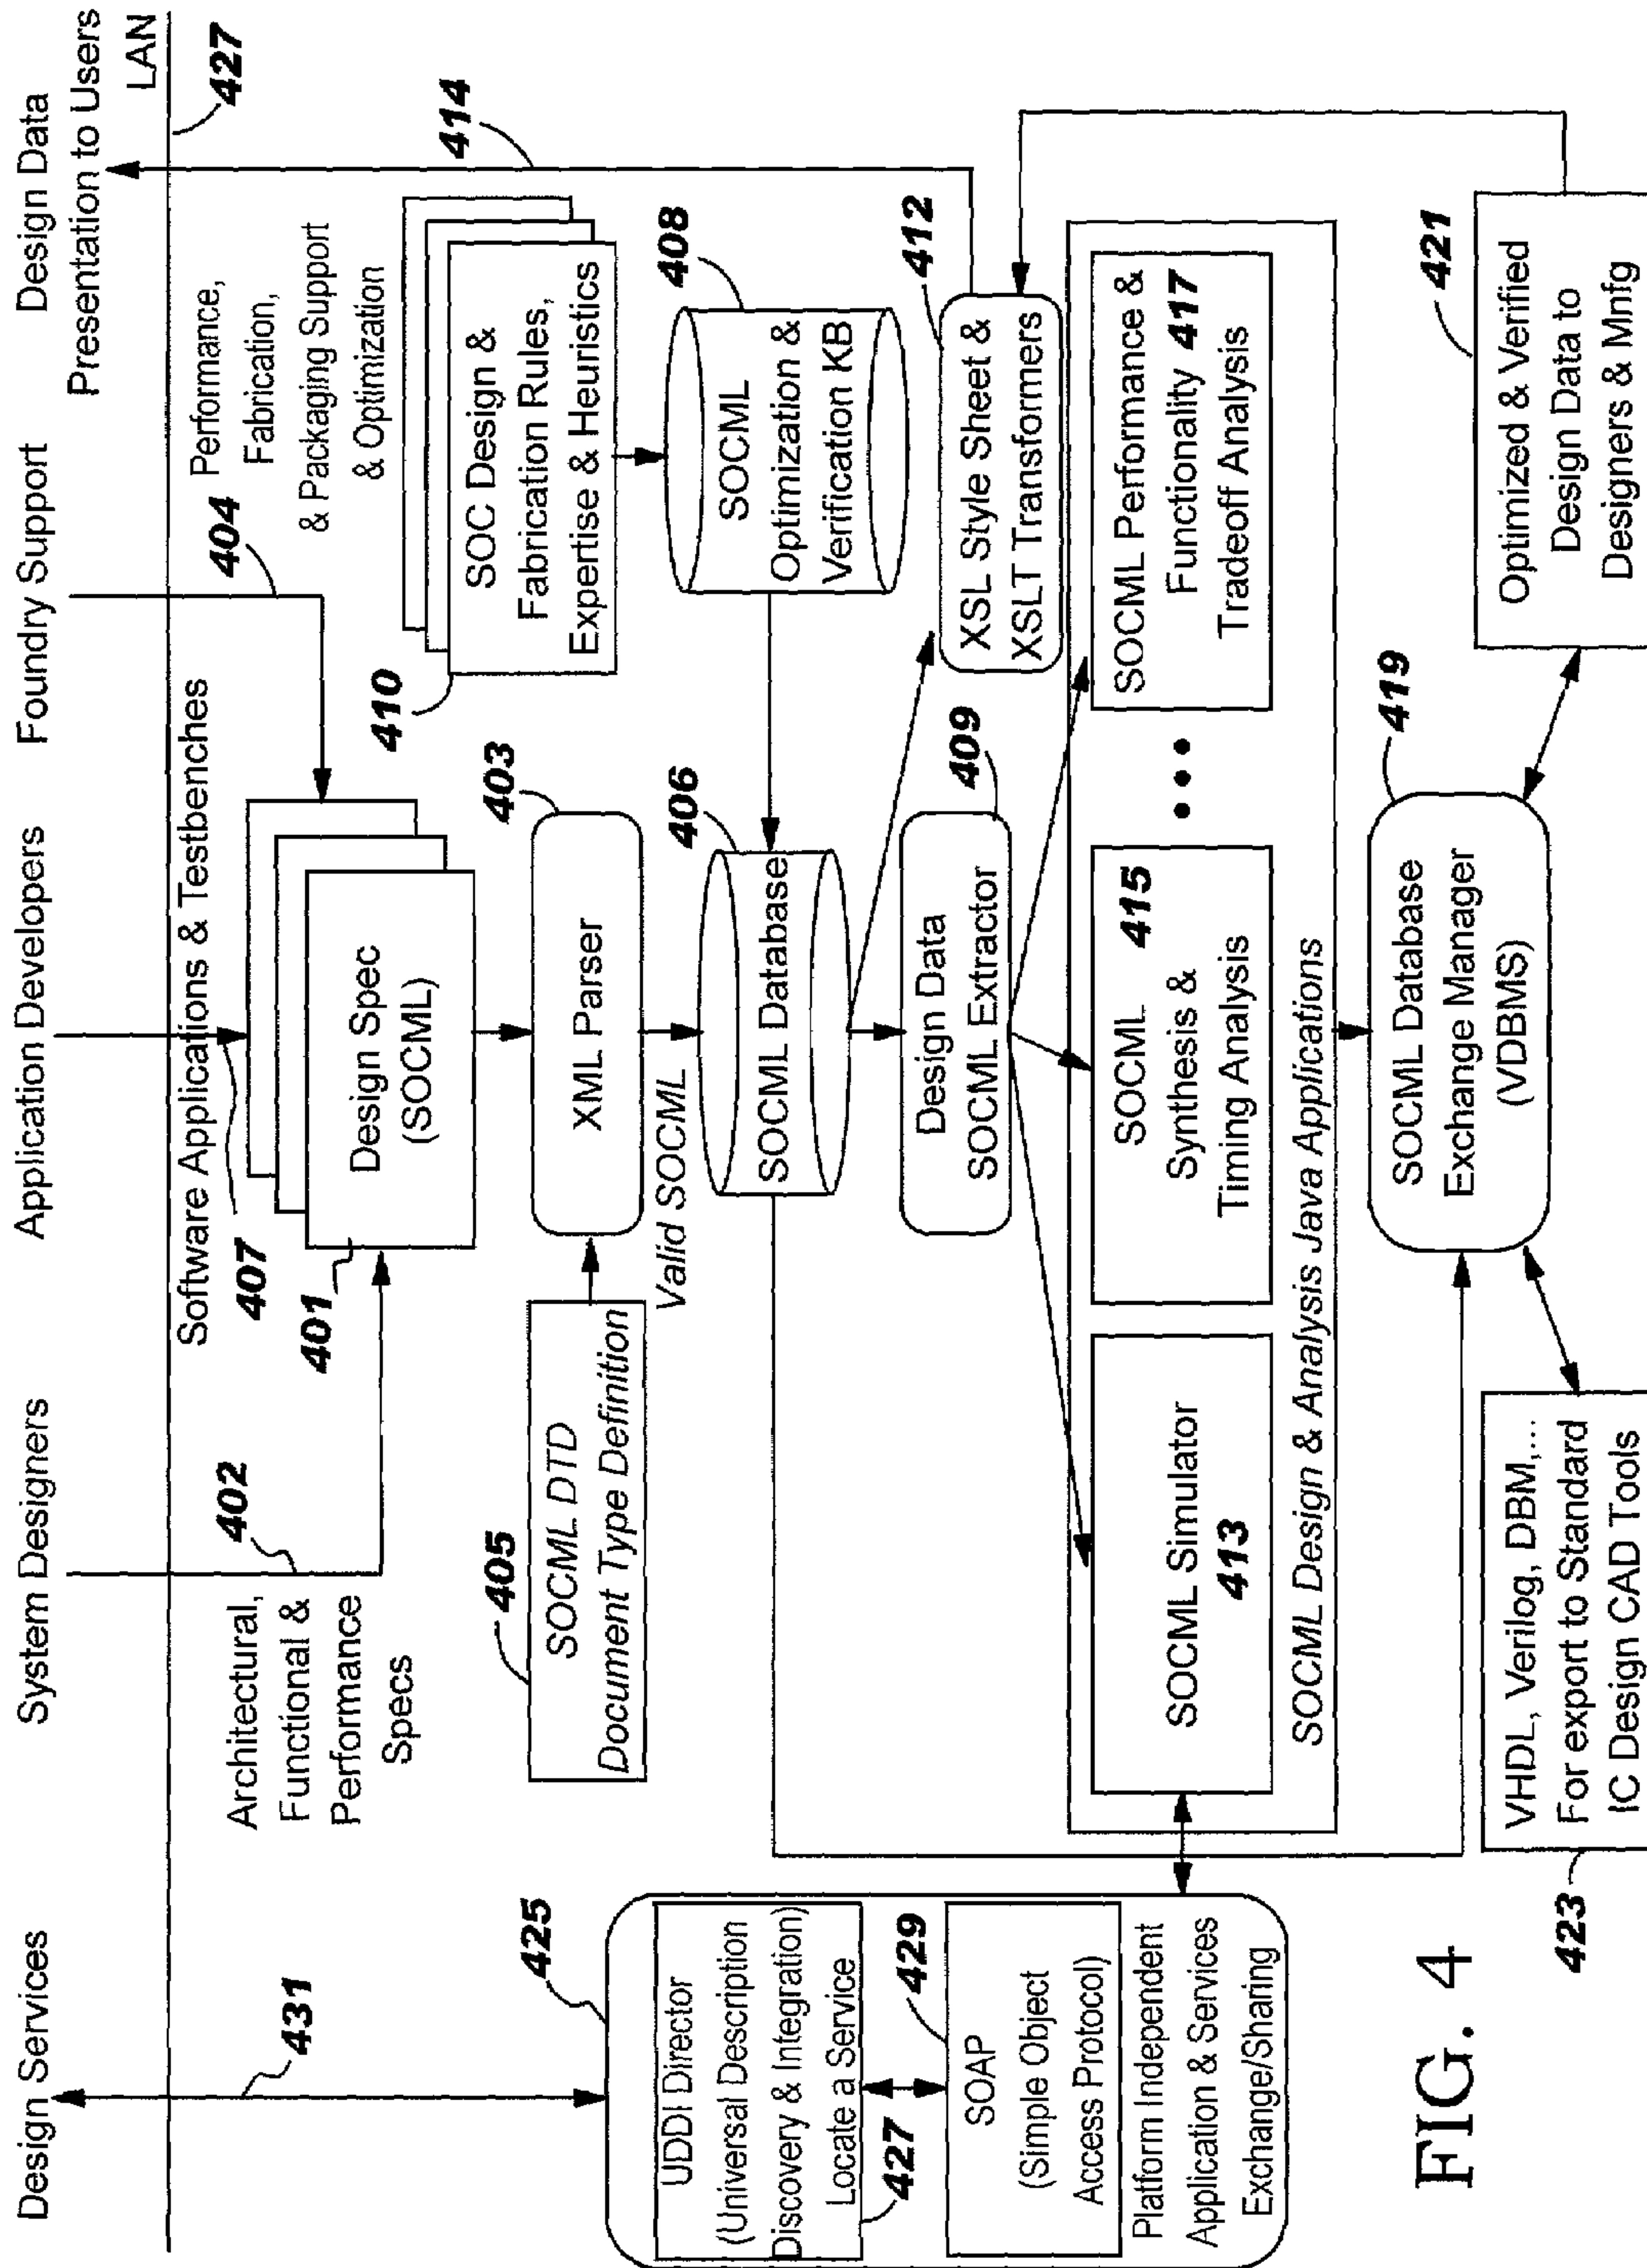 Design Services
System Designers
Application Developers
Foundry Support
Design Data
Presentation to Users
LAN
427
431
402
Architectural,
Functional &
Performance
Specs
Software Applications & Testbenches
407
401
Design Spec
(SOCML)
404
Performance,
Fabrication,
& Packaging Support
& Optimization
414
410
SOC Design &
Fabrication Rules,
Expertise & Heuristics
405
SOCML DTD
Document Type Definition
403
XML Parser
Valid SOCML
406
SOCML Database
408
SOCML
Optimization &
Verification KB
409
Design Data
SOCML Extractor
412
XSL Style Sheet &
XSLT Transformers
425
UDDI Director
(Universal Description
Discovery & Integration)
Locate a Service
427
429
SOAP
(Simple Object
Access Protocol)
Platform Independent
Application & Services
Exchange/Sharing
SOCML Simulator
413
SOCML 415
Synthesis &
Timing Analysis
SOCML Performance &
Functionality 417
Tradeoff Analysis
SOCML Design & Analysis Java Applications
419
SOCML Database
Exchange Manager
(VDBMS)
421
Optimized & Verified
Design Data to
Designers & Mnfg
VHDL, Verilog, DBM,...
For export to Standard
IC Design CAD Tools
423
FIG. 4